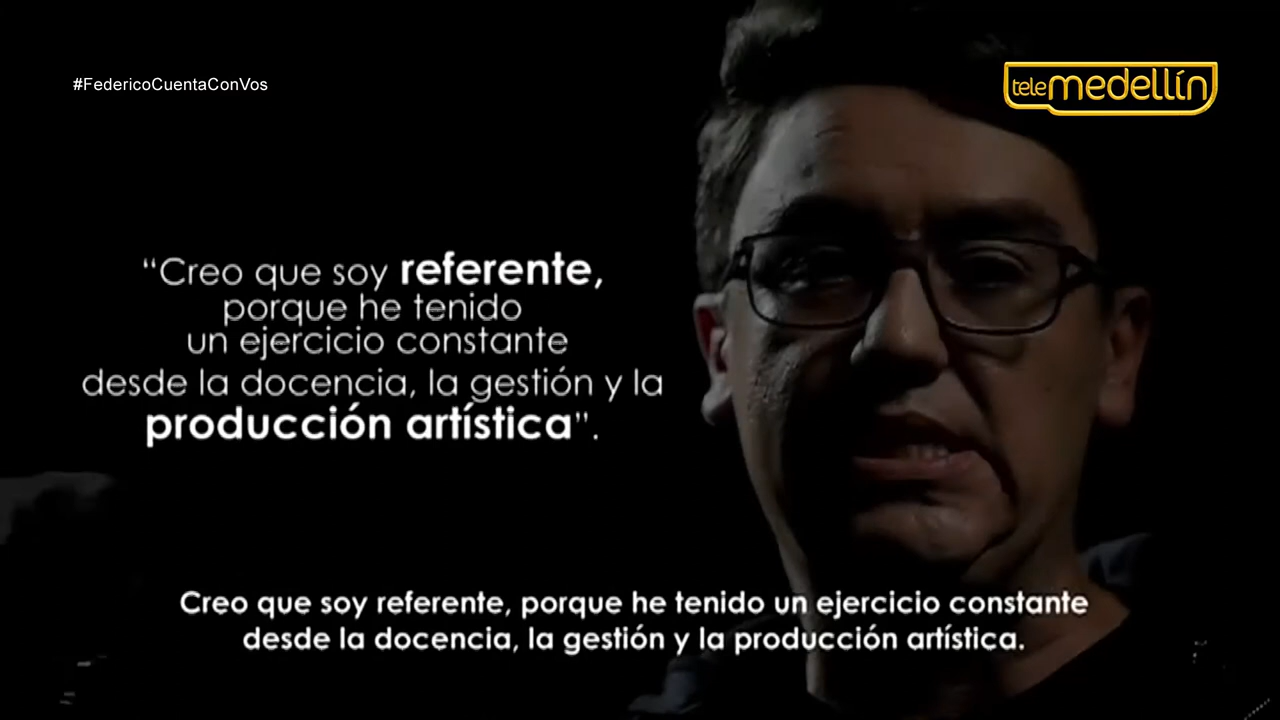 #FedericoCuentaConVos
telemedellín
“Creo que soy referente,
porque he tenido
un ejercicio constante
desde la docencia, la gestión y la
producción artística”.
Creo que soy referente, porque he tenido un ejercicio constante
desde la docencia, la gestión y la producción artística.